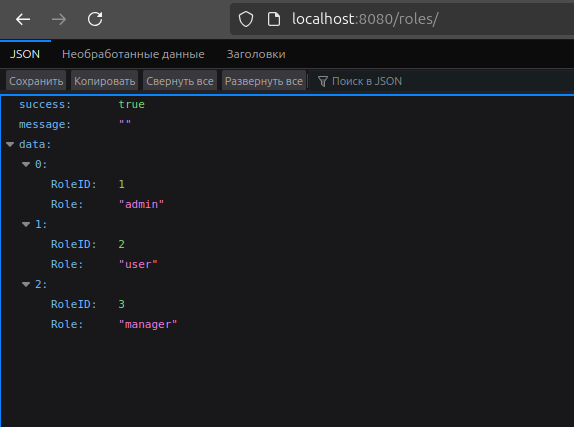 localhost:8080/roles/
JSON Необработанные данные Заголовки
Сохранить Копировать Свернуть все Развернуть все Поиск в JSON
success: true
message: ""
data:
0:
RoleID: 1
Role: "admin"
1:
RoleID: 2
Role: "user"
2:
RoleID: 3
Role: "manager"